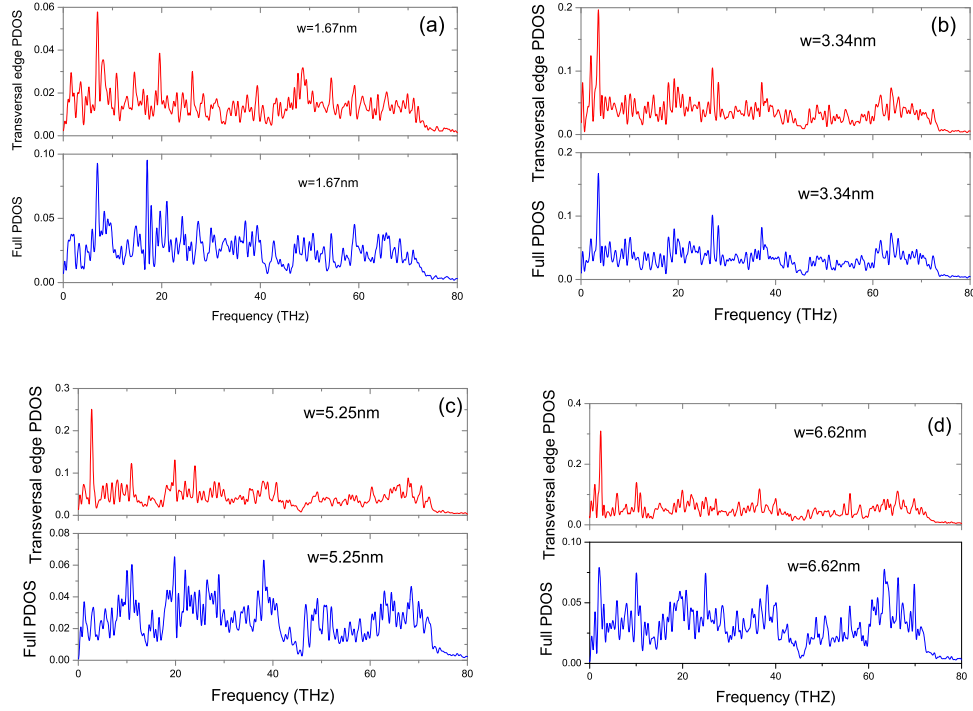 (a)
Transversal edge PDOS
0.06
0.04
0.02
0.00
w=1.67nm
Full PDOS
0.10
0.05
0.00
w=1.67nm
0 20 40 60 80
Frequency (THz)
(b)
Transversal edge PDOS
0.2
0.1
0.0
w=3.34nm
Full PDOS
0.2
0.1
0.0
w=3.34nm
0 20 40 60 80
Frequency (THz)
(c)
Transversal edge PDOS
0.3
0.2
0.1
0.0
w=5.25nm
Full PDOS
0.08
0.06
0.04
0.02
0.00
w=5.25nm
0 20 40 60 80
Frequency (THz)
(d)
Transversal edge PDOS
0.4
0.2
0.0
w=6.62nm
Full PDOS
0.10
0.05
0.00
w=6.62nm
0 20 40 60 80
Frequency (THZ)